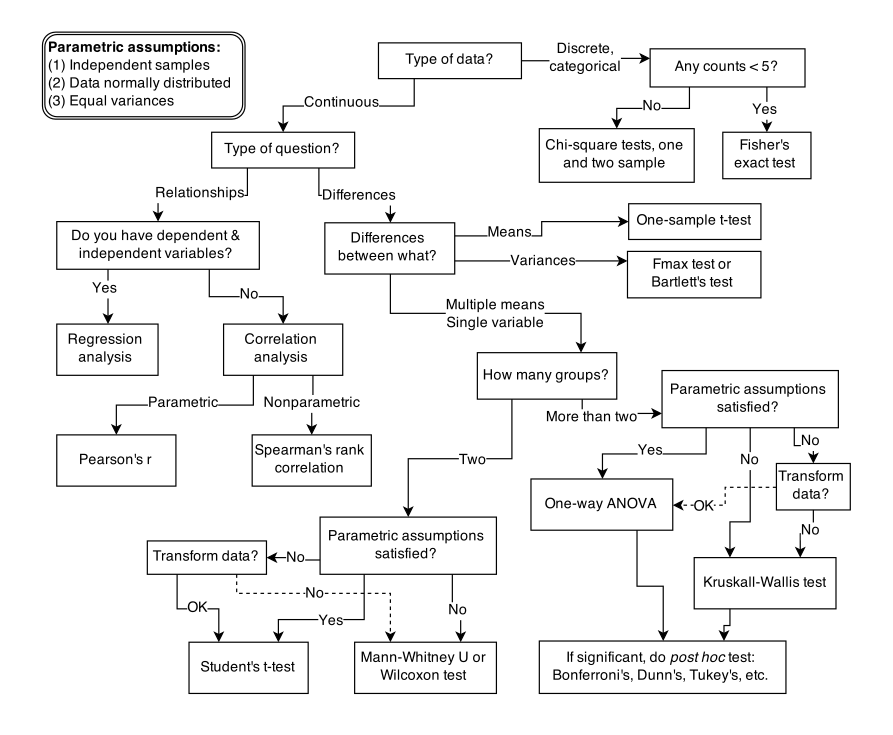 Parametric assumptions:
(1) Independent samples
(2) Data normally distributed
(3) Equal variances
Type of data?
Discrete,
categorical
Any counts < 5?
Continuous
No
Yes
Chi-square tests, one
and two sample
Fisher's
exact test
Type of question?
Relationships
Differences
Do you have dependent &
independent variables?
Differences
between what?
Means
One-sample t-test
Variances
Fmax test or
Bartlett's test
Yes
No
Multiple means
Single variable
Regression
analysis
Correlation
analysis
How many groups?
Parametric assumptions
satisfied?
Parametric
Nonparametric
More than two
Pearson's r
Spearman's rank
correlation
Two
Yes
No
No
Transform
data?
One-way ANOVA
OK
No
Parametric assumptions
satisfied?
Transform data?
No
Kruskall-Wallis test
No
OK
Yes
No
Student's t-test
Mann-Whitney U or
Wilcoxon test
If significant, do post hoc test:
Bonferroni's, Dunn's, Tukey's, etc.